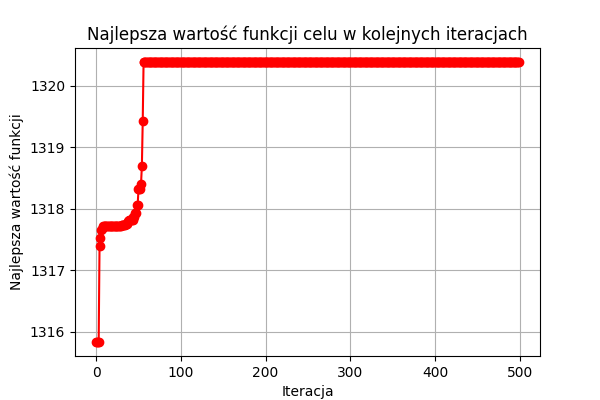 Najlepsza wartość funkcji celu w kolejnych iteracjach
Najlepsza wartość funkcji
1320
1319
1318
1317
1316
0 100 200 300 400 500
Iteracja